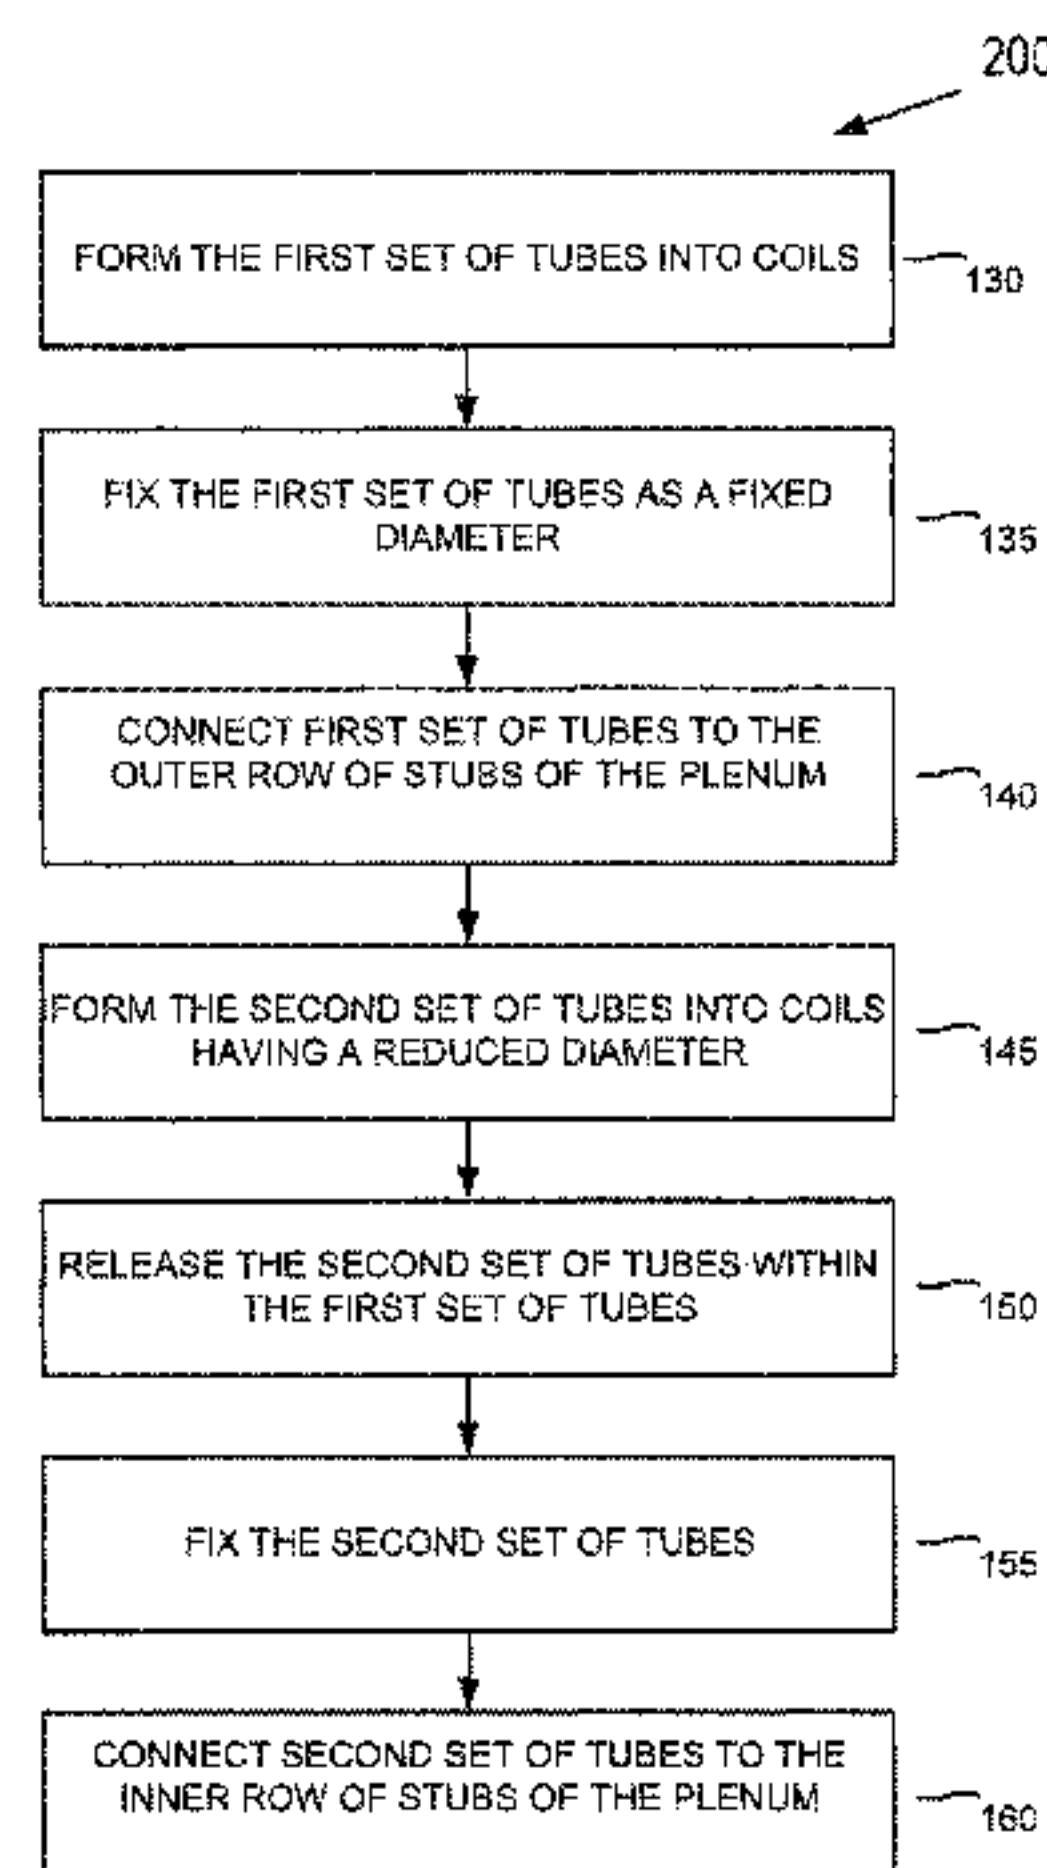 200
FORM THE FIRST SET OF TUBES INTO COILS
130
FIX THE FIRST SET OF TUBES AS A FIXED
DIAMETER
135
CONNECT FIRST SET OF TUBES TO THE
OUTER ROW OF STUBS OF THE PLENUM
140
FORM THE SECOND SET OF TUBES INTO COILS
HAVING A REDUCED DIAMETER
145
RELEASE THE SECOND SET OF TUBES WITHIN
THE FIRST SET OF TUBES
150
FIX THE SECOND SET OF TUBES
155
CONNECT SECOND SET OF TUBES TO THE
INNER ROW OF STUBS OF THE PLENUM
160